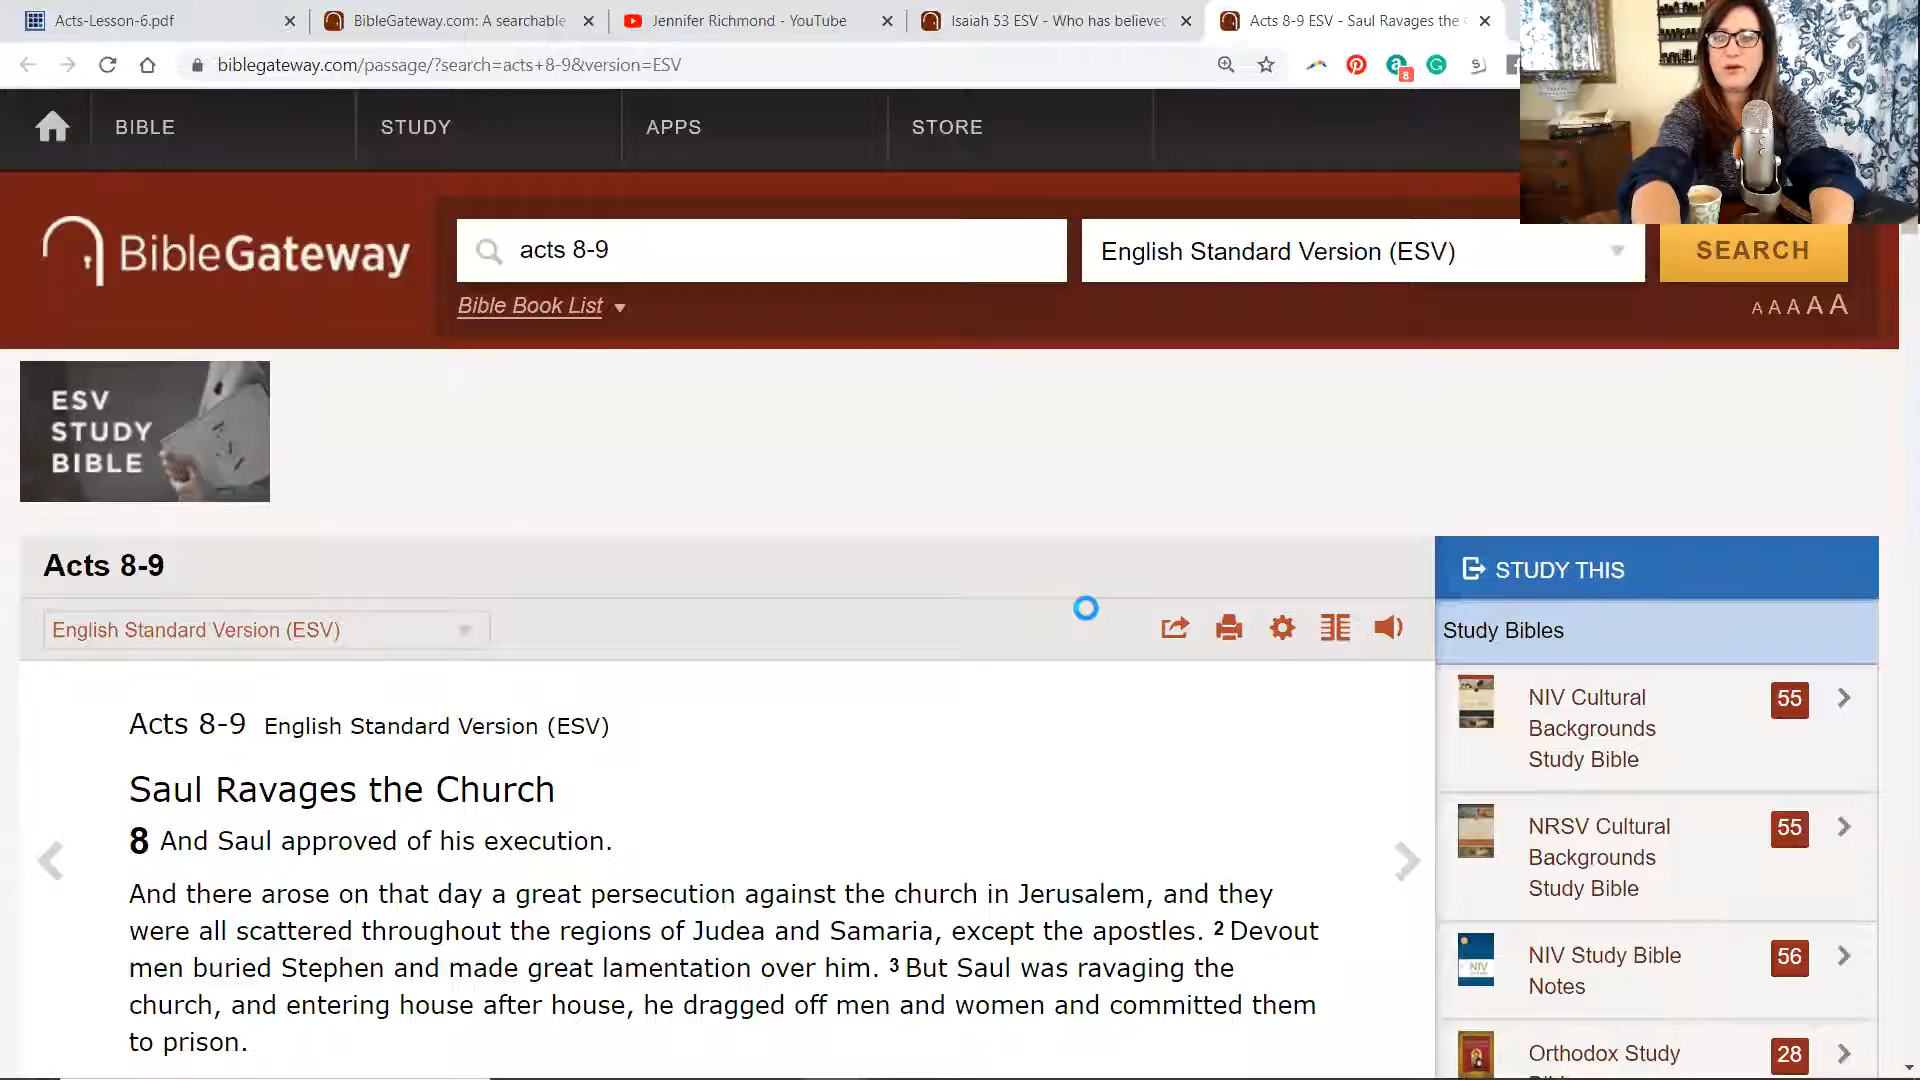 Acts-Lesson-6.pdf
BibleGateway.com: A searchable
Jennifer Richmond - YouTube
Isaiah 53 ESV - Who has believed
Acts 8-9 ESV - Saul Ravages the
biblegateway.com/passage/?search=acts+8-9&version=ESV
8
BIBLE
STUDY
APPS
STORE
BibleGateway
acts 8-9
English Standard Version (ESV)
SEARCH
Bible Book List
A A A A A
ESV
STUDY
BIBLE
Acts 8-9
English Standard Version (ESV)
STUDY THIS
Study Bibles
Acts 8-9 English Standard Version (ESV)
Saul Ravages the Church
8 And Saul approved of his execution.
And there arose on that day a great persecution against the church in Jerusalem, and they
were all scattered throughout the regions of Judea and Samaria, except the apostles. 2 Devout
men buried Stephen and made great lamentation over him. 3 But Saul was ravaging the
church, and entering house after house, he dragged off men and women and committed them
to prison.
NIV Cultural
Backgrounds
Study Bible
55
NRSV Cultural
Backgrounds
Study Bible
55
NIV
NIV Study Bible
Notes
56
Orthodox Study
28